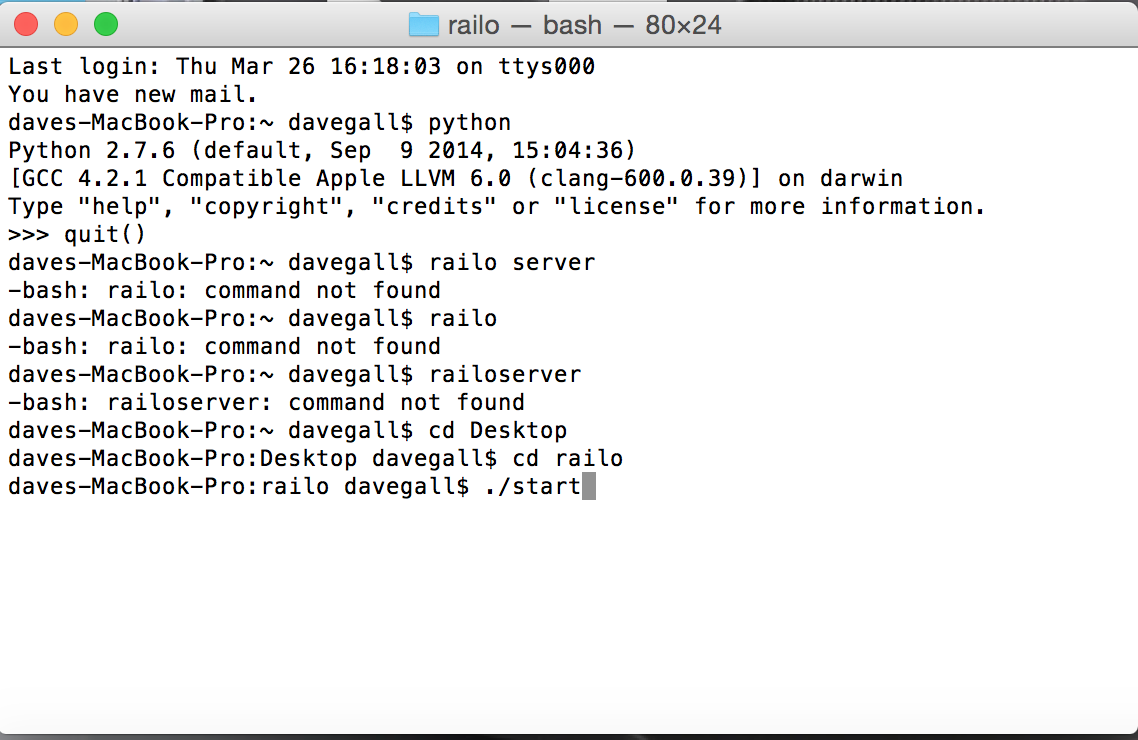 railo — bash — 80×24
Last login: Thu Mar 26 16:18:03 on ttys000
You have new mail.
daves-MacBook-Pro:~ davegall$ python
Python 2.7.6 (default, Sep  9 2014, 15:04:36)
[GCC 4.2.1 Compatible Apple LLVM 6.0 (clang-600.0.39)] on darwin
Type "help", "copyright", "credits" or "license" for more information.
>>> quit()
daves-MacBook-Pro:~ davegall$ railo server
-bash: railo: command not found
daves-MacBook-Pro:~ davegall$ railo
-bash: railo: command not found
daves-MacBook-Pro:~ davegall$ railoserver
-bash: railoserver: command not found
daves-MacBook-Pro:~ davegall$ cd Desktop
daves-MacBook-Pro:Desktop davegall$ cd railo
daves-MacBook-Pro:railo davegall$ ./start